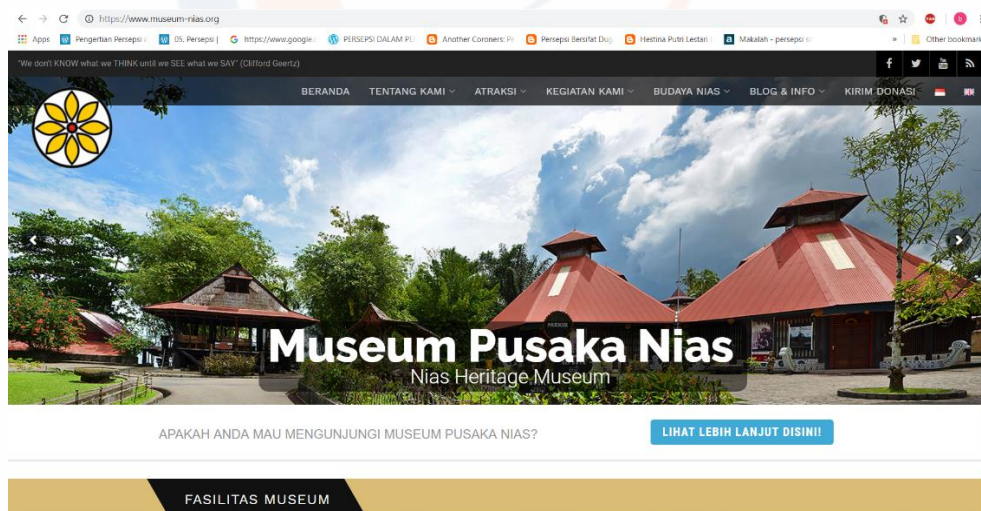 https://www.museum-nias.org
Apps Pengertian Persepsi 05. Persepsi | https://www.google. PERSEPSI DALAM Another Coroners: Pe Persepsi Bersifat Dug Hestina Putri Lestari Makalah - persepsi » Other bookmark
"We don't KNOW what we THINK until we SEE what we SAY" (Clifford Geertz)
BERANDA TENTANG KAMI ATRAKSI KEGIATAN KAMI BUDAYA NIAS BLOG & INFO KIRIM DONASI
Museum Pusaka Nias
Nias Heritage Museum
APAKAH ANDA MAU MENGUNJUNGI MUSEUM PUSAKA NIAS?
LIHAT LEBIH LANJUT DISINI!
FASILITAS MUSEUM